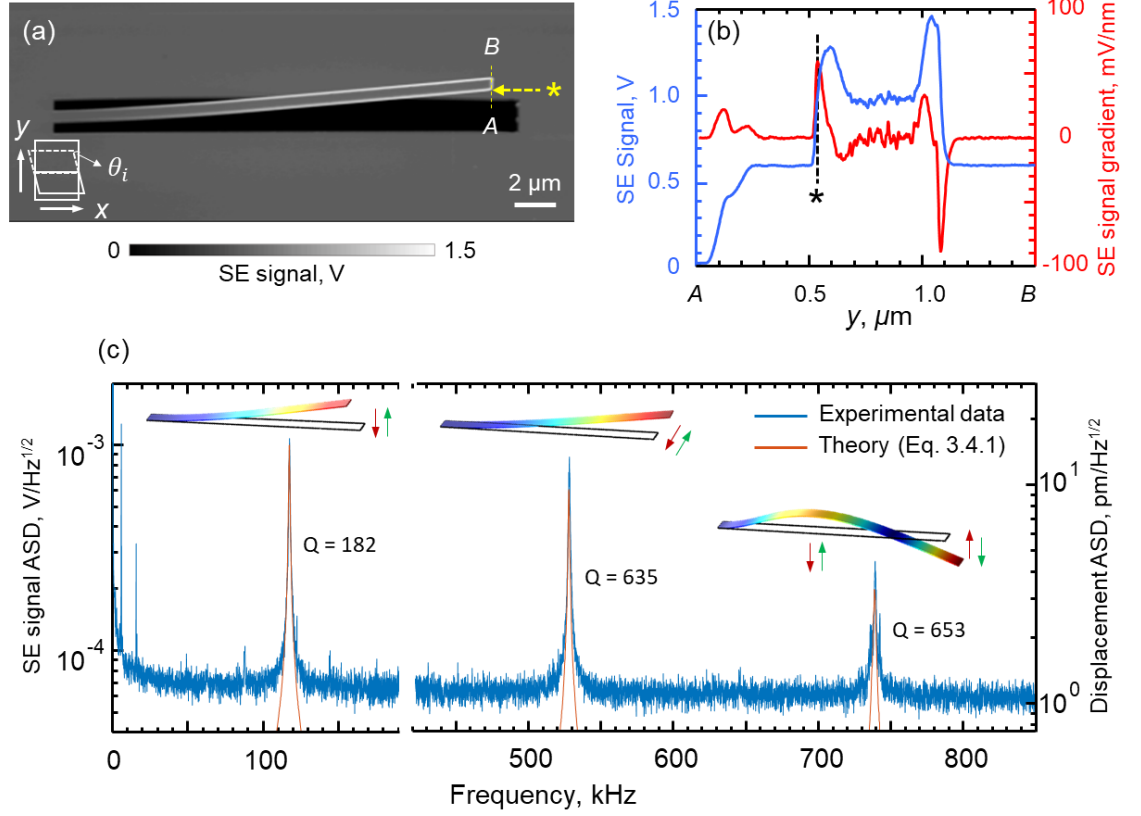 (a)
B
*
A
y
θi
x
2 μm
0
1.5
SE signal, V
(b)
1.5
1.0
0.5
0
SE Signal, V
100
0
-100
SE signal gradient, mV/nm
*
A
0.5
1.0
B
y, μm
(c)
SE signal ASD, V/Hz1/2
10-3
10-4
Q = 182
Q = 635
Q = 653
Experimental data
Theory (Eq. 3.4.1)
101
100
Displacement ASD, pm/Hz1/2
0
100
500
600
700
800
Frequency, kHz